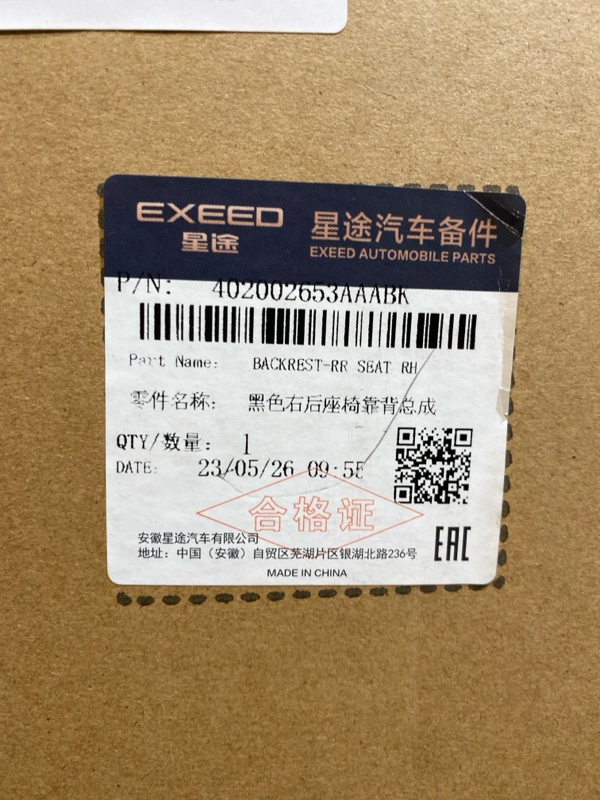 EXEED
星途
星途汽车备件
EXEED AUTOMOBILE PARTS
P/N: 402002653AAABK
Part Name: BACKREST-RR SEAT RH
零件名称: 黑色右后座椅靠背总成
QTY/数量: 1
DATE: 23/05/26 09:55
合格证
安徽星途汽车有限公司
地址: 中国（安徽）自贸区芜湖片区银湖北路236号
EAC
MADE IN CHINA